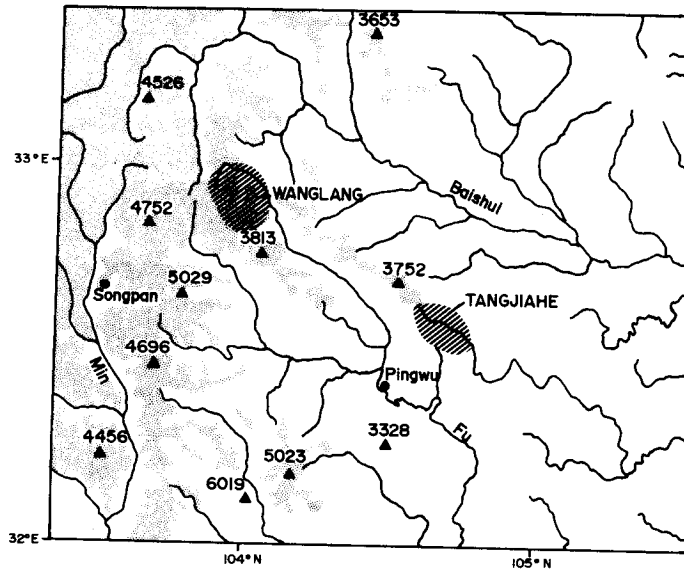 3653
4526
33° E
WANGLANG
Baishui
4752
3813
3752
5029
Songpan
TANGJIAHE
4696
Min
Pingwu
Fu
4456
3328
5023
6019
32° E
104° N
105° N